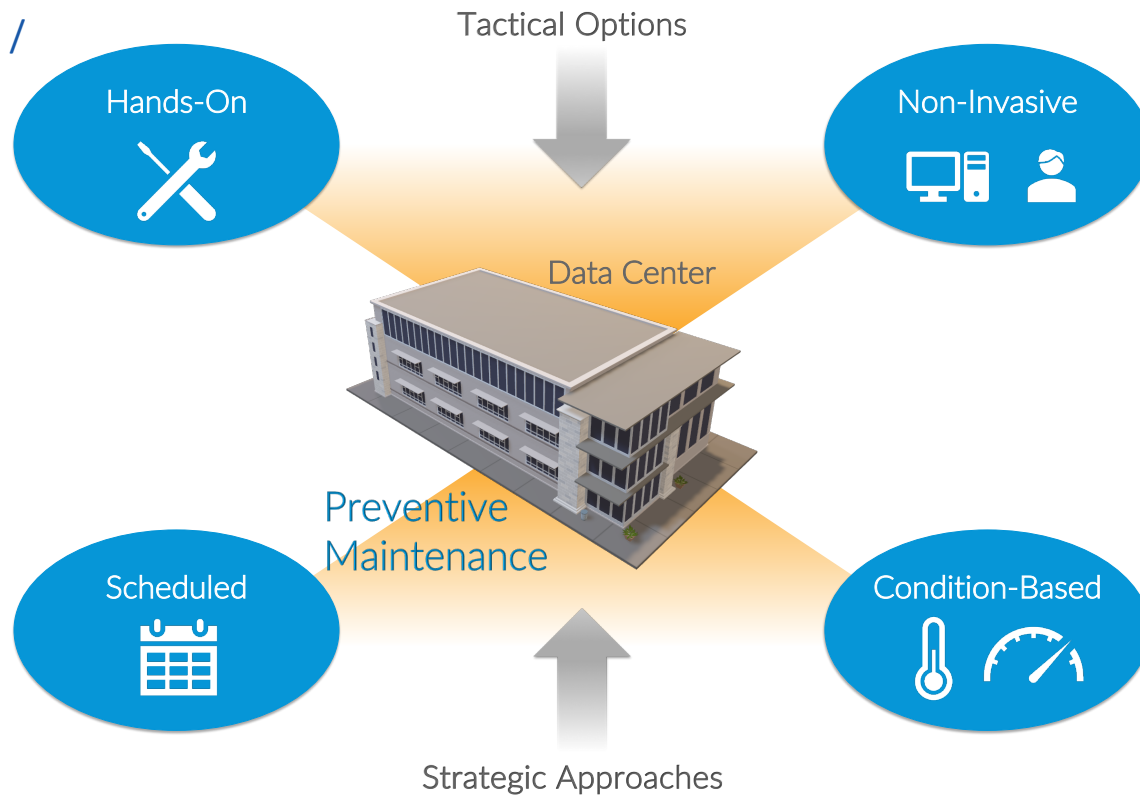 Tactical Options
/
Hands-On
Non-Invasive
Data Center
Preventive
Maintenance
Scheduled
Condition-Based
Strategic Approaches